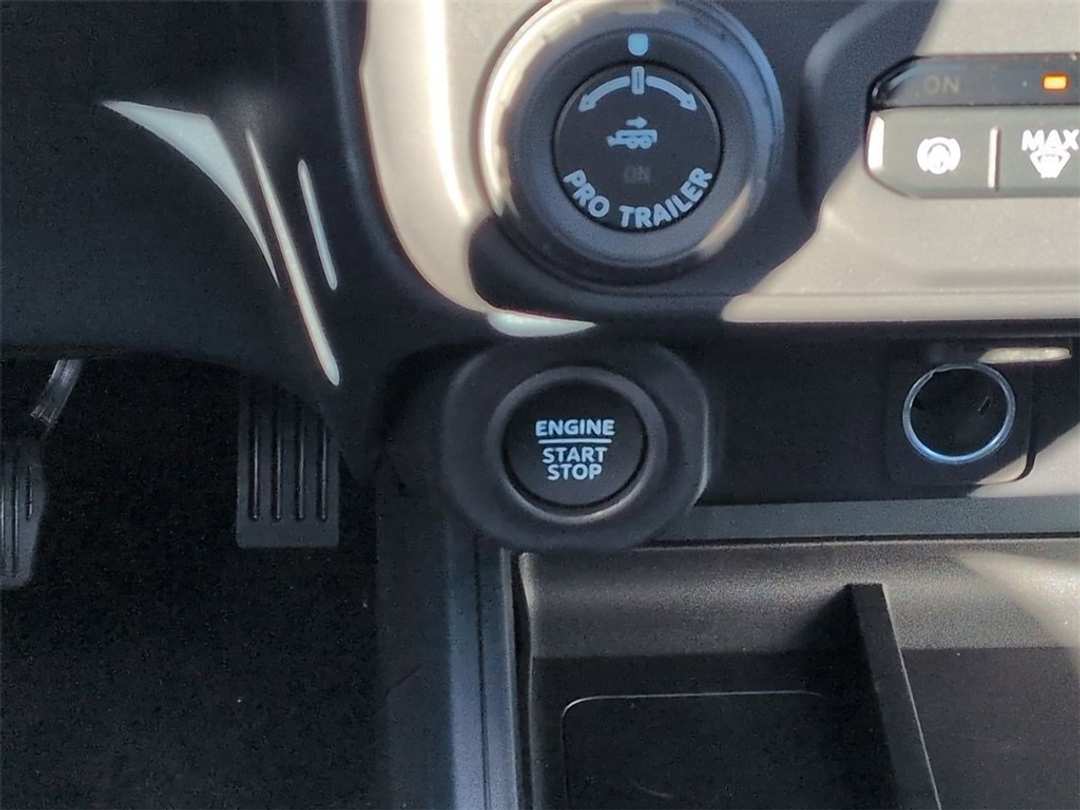 ON
MAX
ON
PRO TRAILER
ENGINE
START
STOP